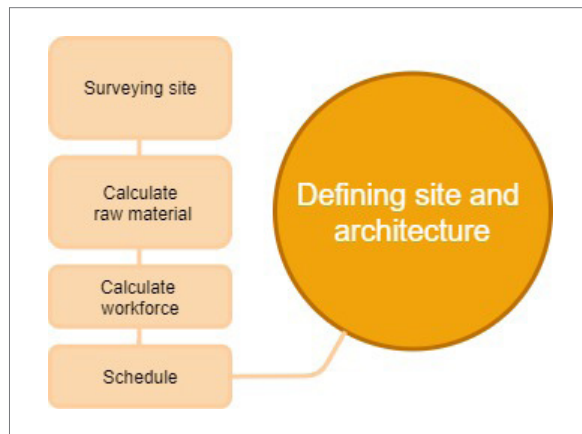 Surveying site
Calculate
raw material
Calculate
workforce
Schedule
Defining site and
architecture